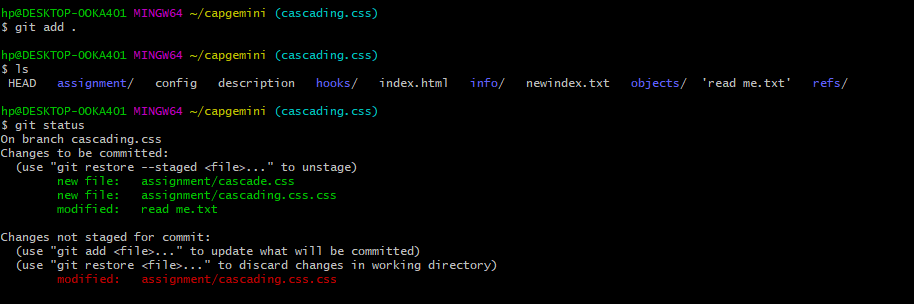 hp@DESKTOP-OOKA4O1 MINGW64 ~/capgemini (cascading.css)
$ git add .
hp@DESKTOP-OOKA4O1 MINGW64 ~/capgemini (cascading.css)
$ ls
HEAD assignment/ config description hooks/ index.html info/ newindex.txt objects/ 'read me.txt' refs/
hp@DESKTOP-OOKA4O1 MINGW64 ~/capgemini (cascading.css)
$ git status
On branch cascading.css
Changes to be committed:
(use "git restore --staged <file>..." to unstage)
new file: assignment/cascade.css
new file: assignment/cascading.css.css
modified: read me.txt
Changes not staged for commit:
(use "git add <file>..." to update what will be committed)
(use "git restore <file>..." to discard changes in working directory)
modified: assignment/cascading.css.css